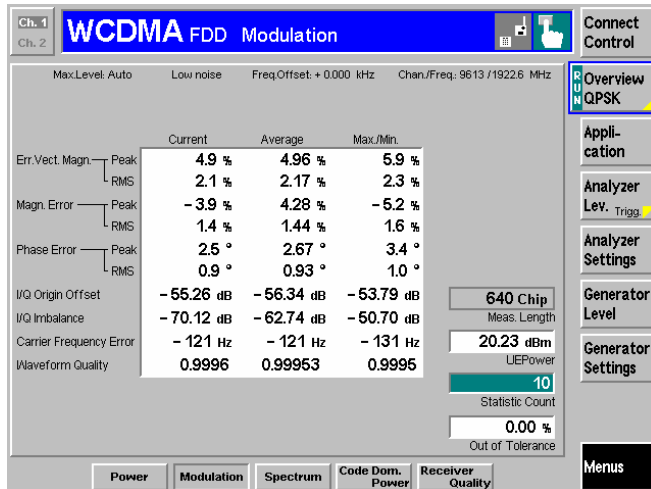 Ch. 1
Ch. 2
WCDMA FDD Modulation
Connect Control
Max.Level: Auto Low noise Freq.Offset: + 0.000 kHz Chan./Freq.: 9613 / 1922.6 MHz
RUN
Overview QPSK
Appli-cation
Analyzer Lev. Trigg.
Analyzer Settings
Generator Level
Generator Settings
Menus
Current Average Max./Min.
Err.Vect. Magn. Peak 4.9 % 4.96 % 5.9 %
RMS 2.1 % 2.17 % 2.3 %
Magn. Error Peak – 3.9 % 4.28 % – 5.2 %
RMS 1.4 % 1.44 % 1.6 %
Phase Error Peak 2.5 ° 2.67 ° 3.4 °
RMS 0.9 ° 0.93 ° 1.0 °
I/Q Origin Offset – 55.26 dB – 56.34 dB – 53.79 dB
I/Q Imbalance – 70.12 dB – 62.74 dB – 50.70 dB
Carrier Frequency Error – 121 Hz – 121 Hz – 131 Hz
Waveform Quality 0.9996 0.99953 0.9995
640 Chip
Meas. Length
20.23 dBm
UEPower
10
Statistic Count
0.00 %
Out of Tolerance
Power Modulation Spectrum Code Dom. Power Receiver Quality